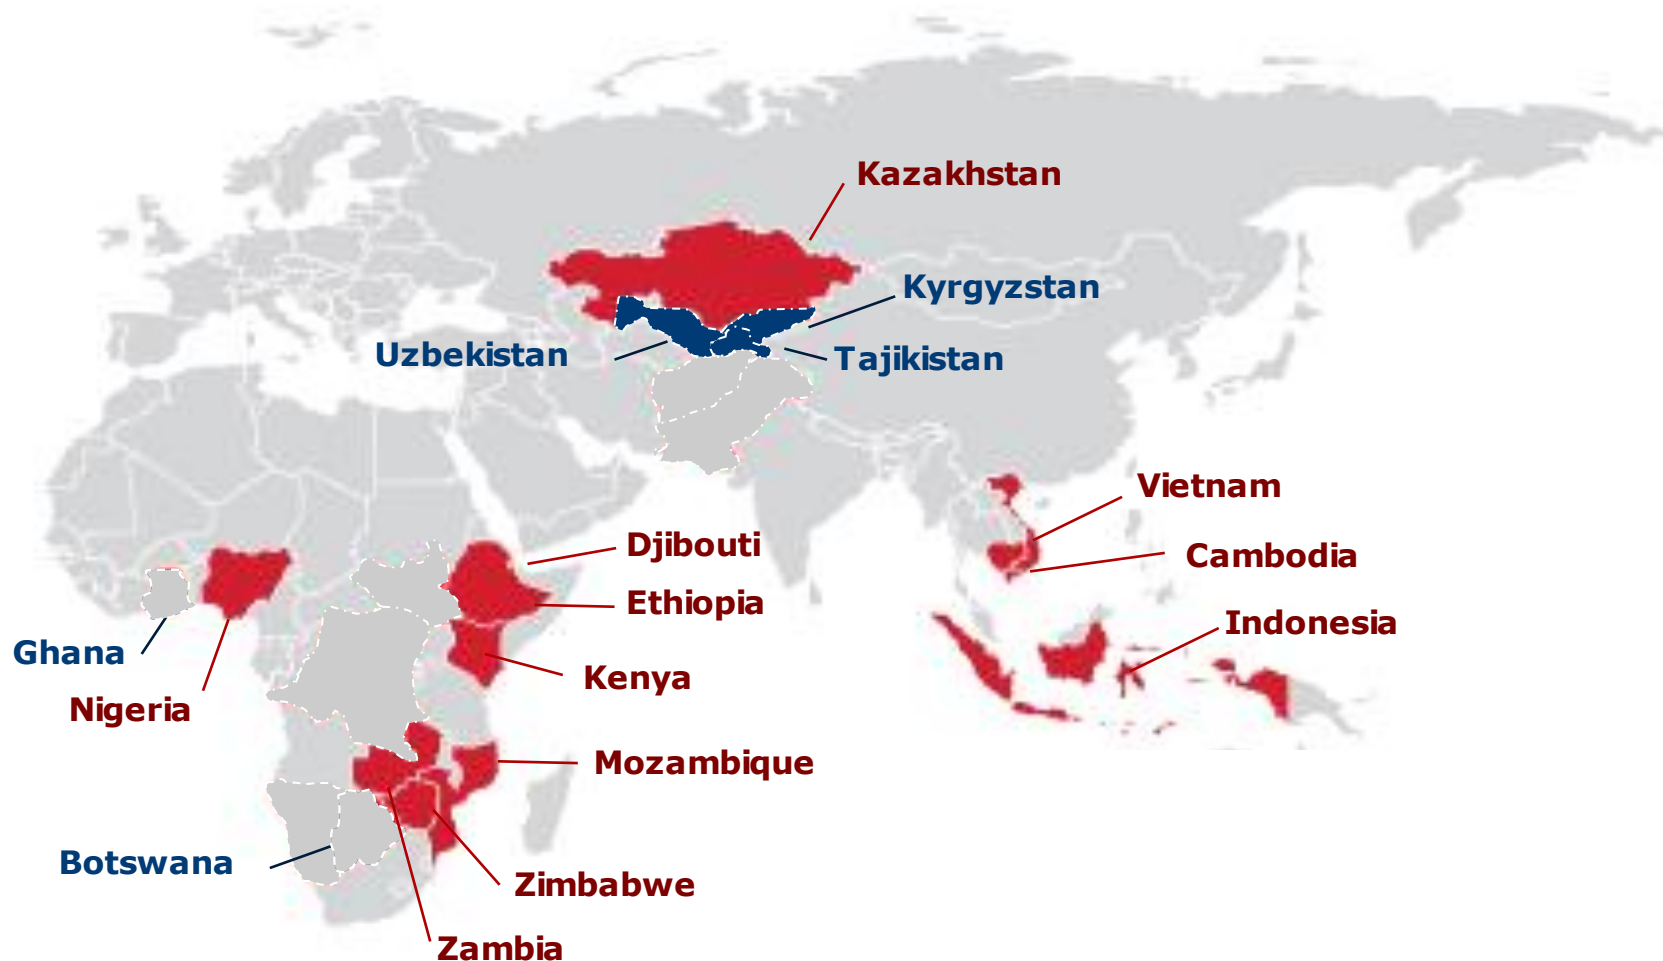 Kazakhstan
Kyrgyzstan
Uzbekistan
Tajikistan
Vietnam
Djibouti
Cambodia
Ethiopia
Indonesia
Ghana
Kenya
Nigeria
Mozambique
Botswana
Zimbabwe
Zambia